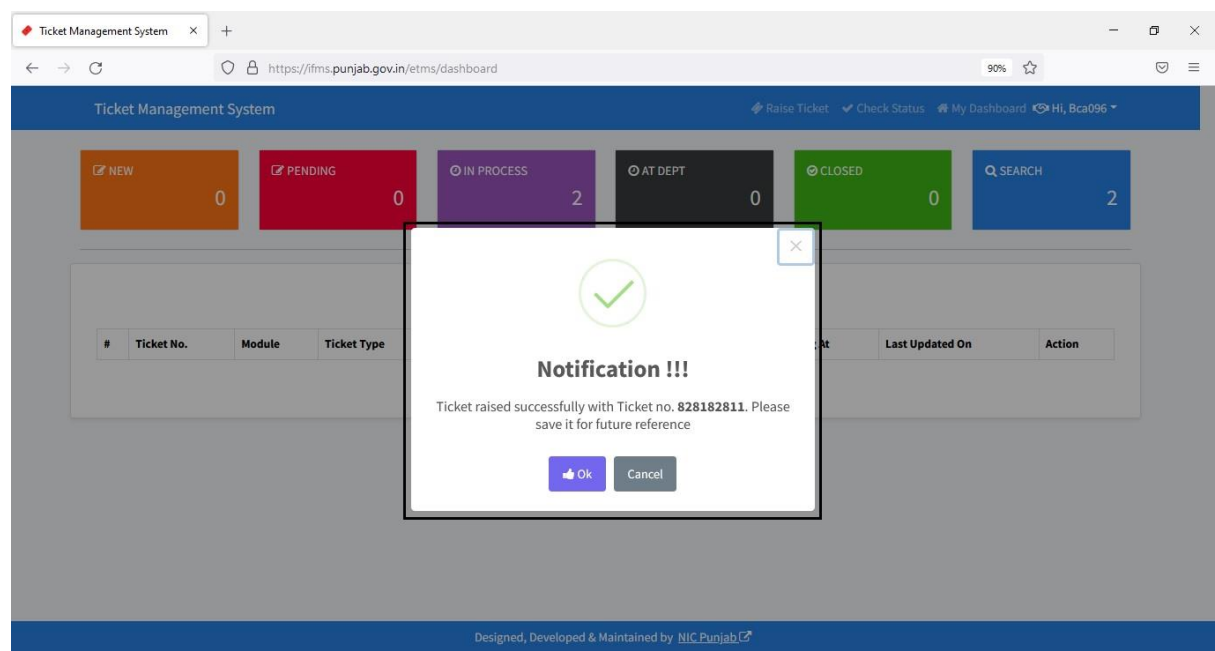 Ticket Management System
https://ifms.punjab.gov.in/etms/dashboard
90%
Ticket Management System
Raise Ticket Check Status My Dashboard Hi, Bca096
NEW
0
PENDING
0
IN PROCESS
2
AT DEPT
0
CLOSED
0
SEARCH
2
# Ticket No. Module Ticket Type At Last Updated On Action
Notification !!!
Ticket raised successfully with Ticket no. 828182811. Please
save it for future reference
Ok Cancel
Designed, Developed & Maintained by NIC Punjab